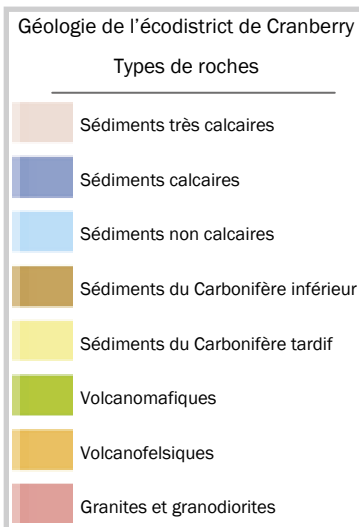 Géologie de l’écodistrict de Cranberry
Types de roches
Sédiments très calcaires
Sédiments calcaires
Sédiments non calcaires
Sédiments du Carbonifère inférieur
Sédiments du Carbonifère tardif
Volcanomafiques
Volcanofelsiques
Granites et granodiorites